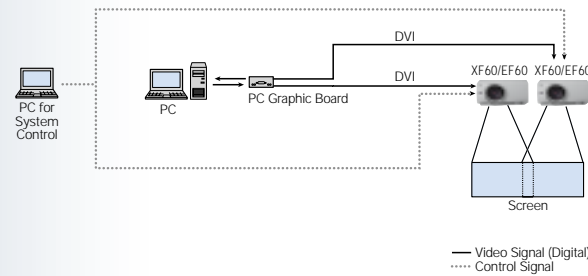 DVI
DVI
XF60/EF60 XF60/EF60
PC for
System
Control
PC
PC Graphic Board
Screen
Video Signal (Digital)
Control Signal